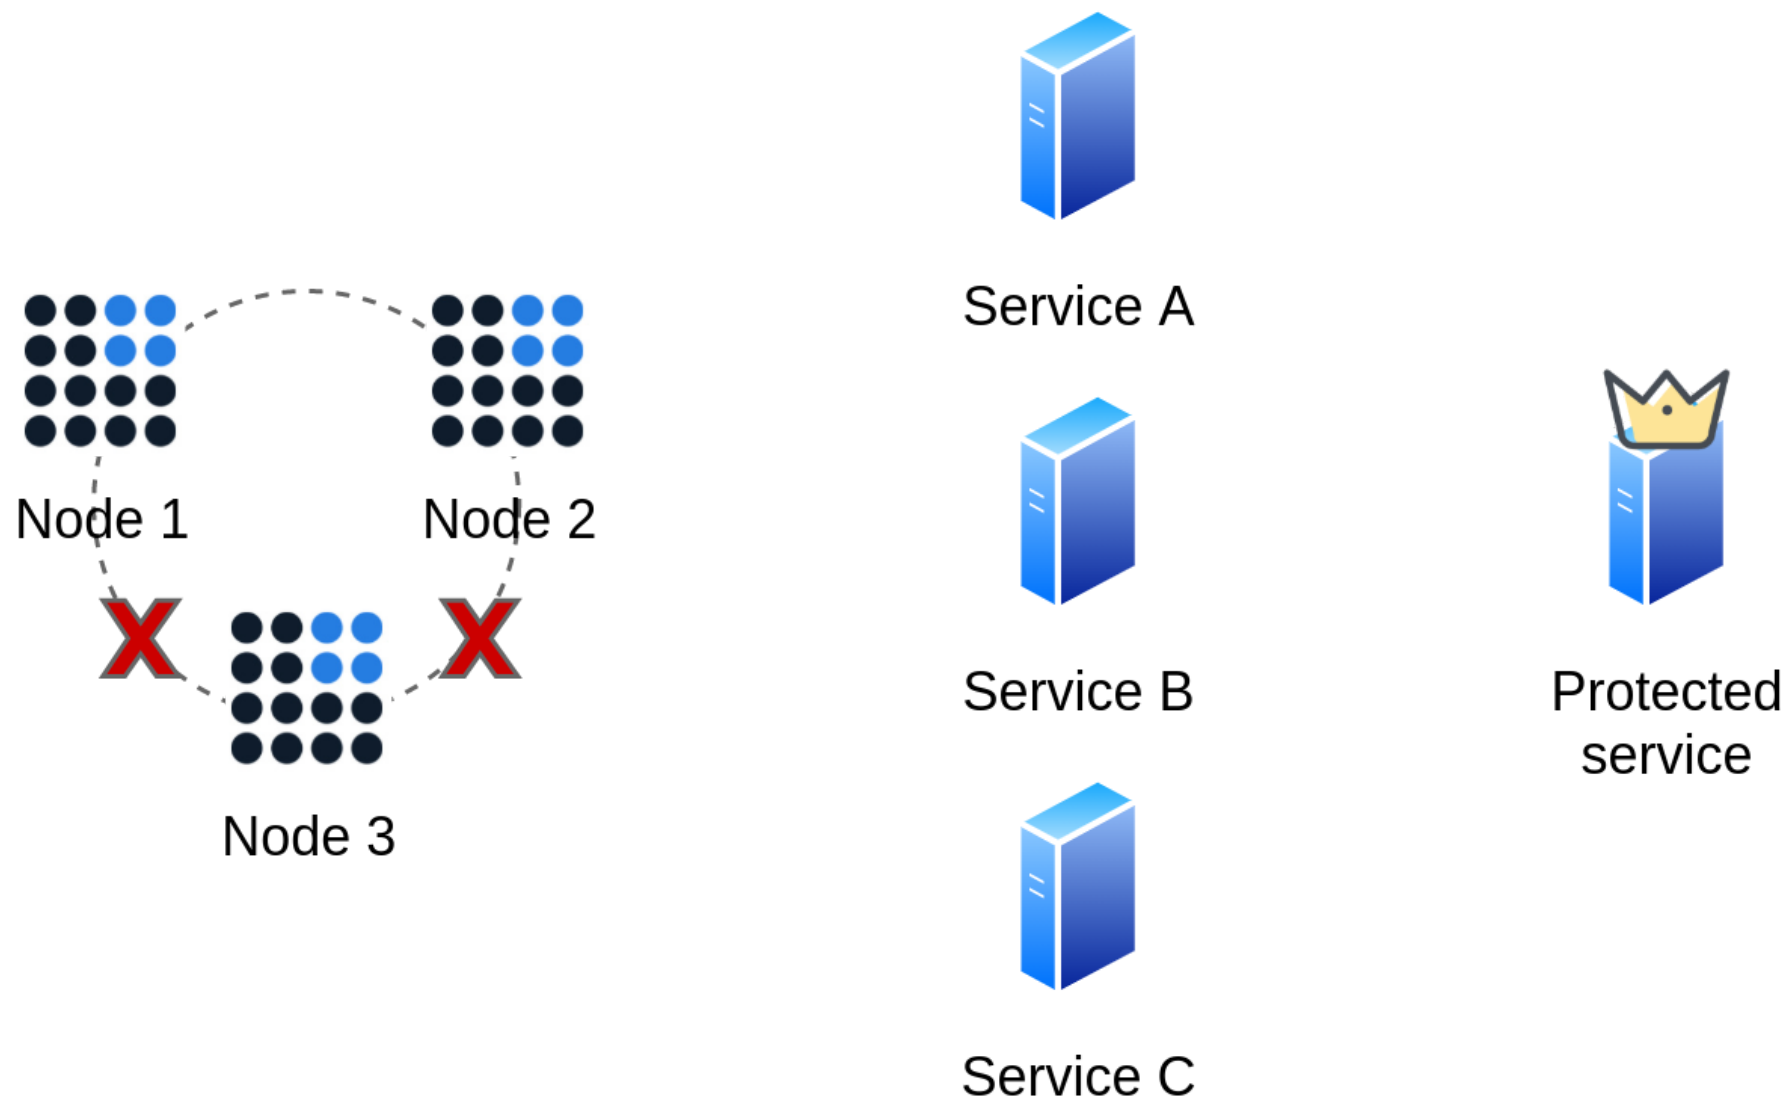 Service A
Node 1
Node 2
Service B
Protected
service
Node 3
Service C